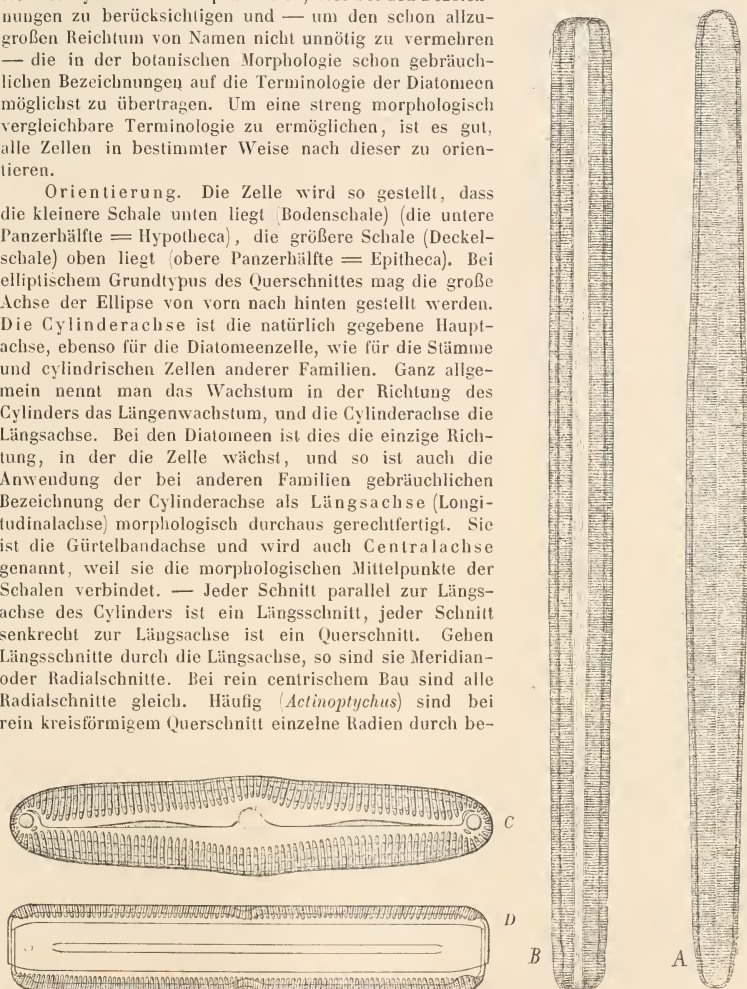 nungen zu berücksichtigen und — um den schon allzu-
großen Reichtum von Namen nicht unnötig zu vermehren
— die in der botanischen Morphologie schon gebräuch-
lichen Bezeichnungen auf die Terminologie der Diatomeen
möglichst zu übertragen. Um eine streng morphologisch
vergleichbare Terminologie zu ermöglichen, ist es gut,
alle Zellen in bestimmter Weise nach dieser zu orien-
tieren.
Orientierung. Die Zelle wird so gestellt, dass
die kleinere Schale unten liegt (Bodenschale) (die untere
Panzerhälfte = Hypotheca), die größere Schale (Deckel-
schale) oben liegt (obere Panzerhälfte = Epitheca). Bei
elliptischem Grundtypus des Querschnittes mag die große
Achse der Ellipse von vorn nach hinten gestellt werden.
Die Cylinderachse ist die natürlich gegebene Haupt-
achse, ebenso für die Diatomeenzelle, wie für die Stämme
und cylindrischen Zellen anderer Familien. Ganz allge-
mein nennt man das Wachstum in der Richtung des
Cylinders das Längenwachstum, und die Cylinderachse die
Längsachse. Bei den Diatomeen ist dies die einzige Rich-
tung, in der die Zelle wächst, und so ist auch die
Anwendung der bei anderen Familien gebräuchlichen
Bezeichnung der Cylinderachse als Längsachse (Longi-
tudinalachse) morphologisch durchaus gerechtfertigt. Sie
ist die Gürtelbandachse und wird auch Centralachse
genannt, weil sie die morphologischen Mittelpunkte der
Schalen verbindet. — Jeder Schnitt parallel zur Längs-
achse des Cylinders ist ein Längsschnitt, jeder Schnitt
senkrecht zur Längsachse ist ein Querschnitt. Gehen
Längsschnitte durch die Längsachse, so sind sie Meridian-
oder Radialschnitte. Bei rein centrischem Bau sind alle
Radialschnitte gleich. Häufig (Actinoptychus) sind bei
rein kreisförmigem Querschnitt einzelne Radien durch be-
C
D
B
A